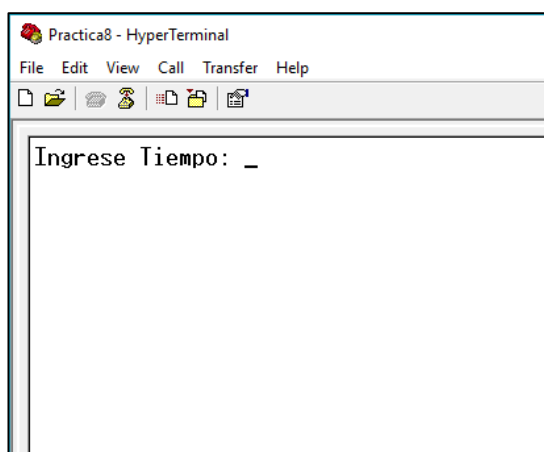 Practica8 - HyperTerminal
File Edit View Call Transfer Help
Ingrese Tiempo: _